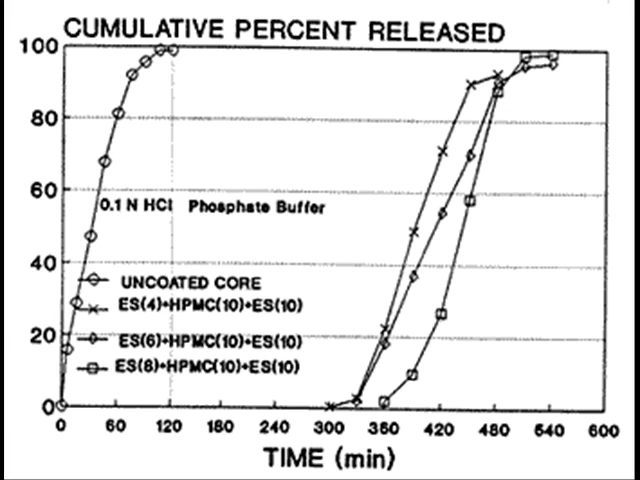 CUMULATIVE PERCENT RELEASED
100
80
60
0.1 N HCl Phosphate Buffer
40
UNCOATED CORE
ES(4)+HPMC(10)+ES(10)
20
ES(6)+HPMC(10)+ES(10)
ES(8)+HPMC(10)+ES(10)
0
0 60 120 180 240 300 360 420 480 540 600
TIME (min)